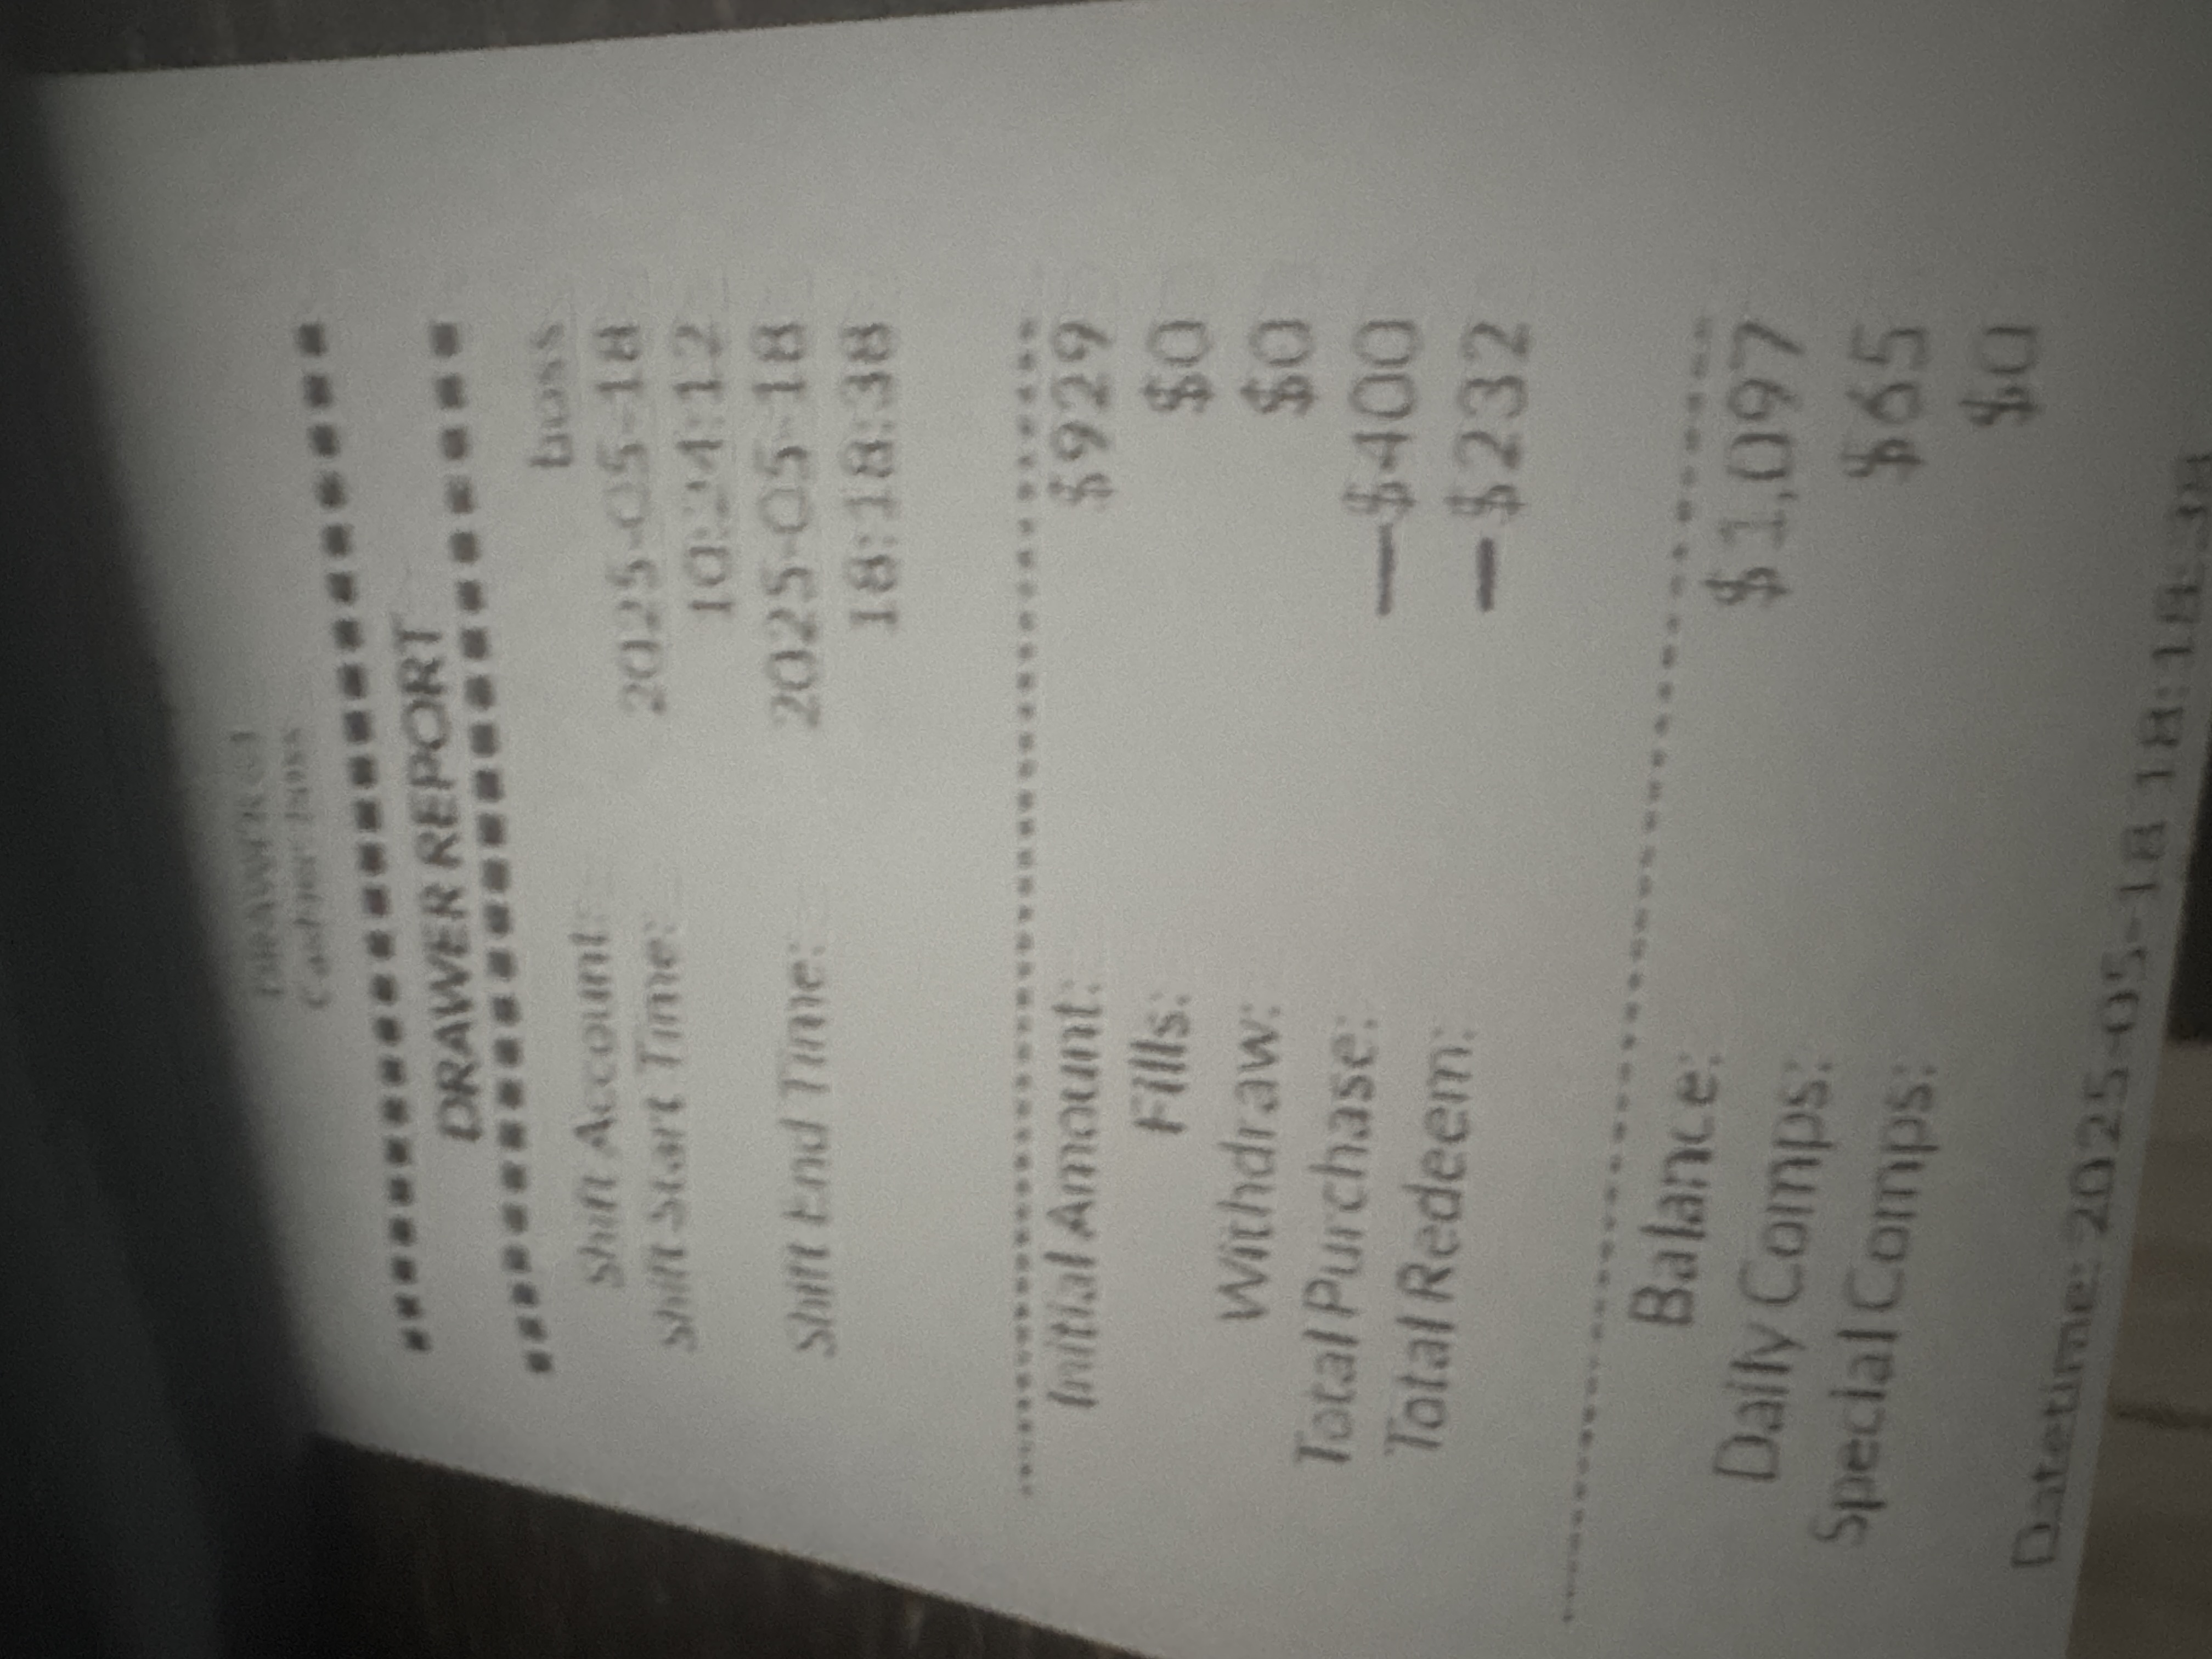 DRAWER REPORT
Shift Account: boss
Shift Start Time: 2025-05-18
10:24:12
Shift End Time: 2025-05-18
18:18:38
Initial Amount: $929
Fills: $0
Withdraw: $0
Total Purchase: —$400
Total Redeem: —$232
Balance: $1,097
Daily Comps: $65
Special Comps: $0
Datetime: 2025-05-18 18:18:38